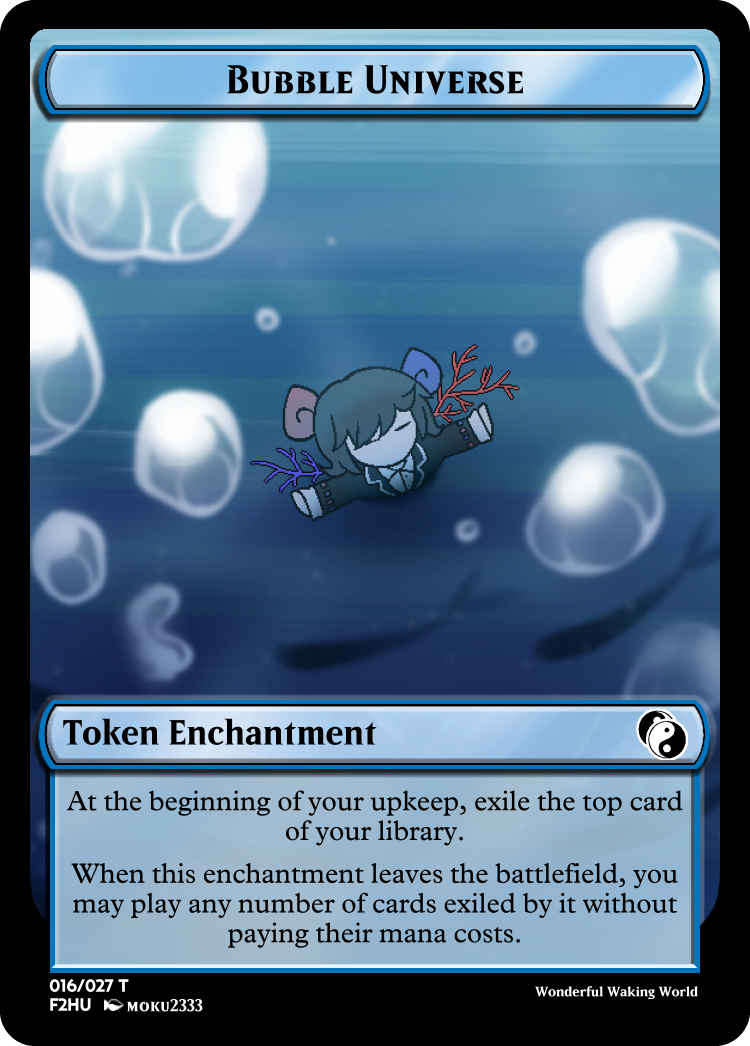 Bubble Universe
Token Enchantment
At the beginning of your upkeep, exile the top card
of your library.
When this enchantment leaves the battlefield, you
may play any number of cards exiled by it without
paying their mana costs.
016/027 T
F2HU MOKU2333
Wonderful Waking World